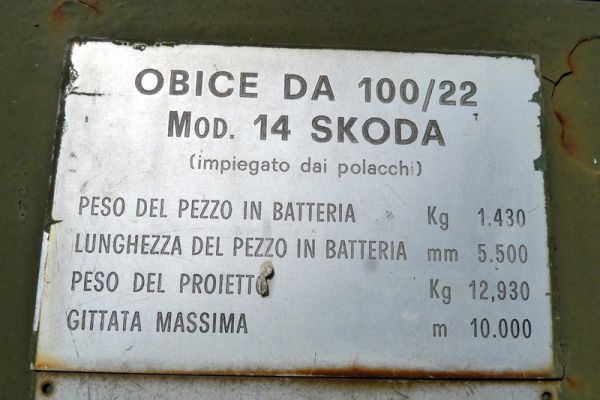 OBICE DA 100/22
MOD. 14 SKODA
(impiegato dai polacchi)
PESO DEL PEZZO IN BATTERIA Kg 1.430
LUNGHEZZA DEL PEZZO IN BATTERIA mm 5.500
PESO DEL PROIETTO Kg 12,930
GITTATA MASSIMA m 10.000